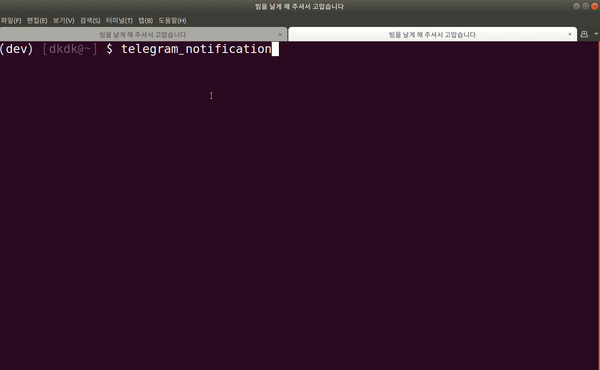 빔을 날게 해 주셔서 고맙습니다
파일(F) 편집(E) 보기(V) 검색(S) 터미널(T) 탭(B) 도움말(H)
빔을 날게 해 주셔서 고맙습니다 × 빔을 날게 해 주셔서 고맙습니다 ×
(dev) [dkdk@~] $ telegram_notification